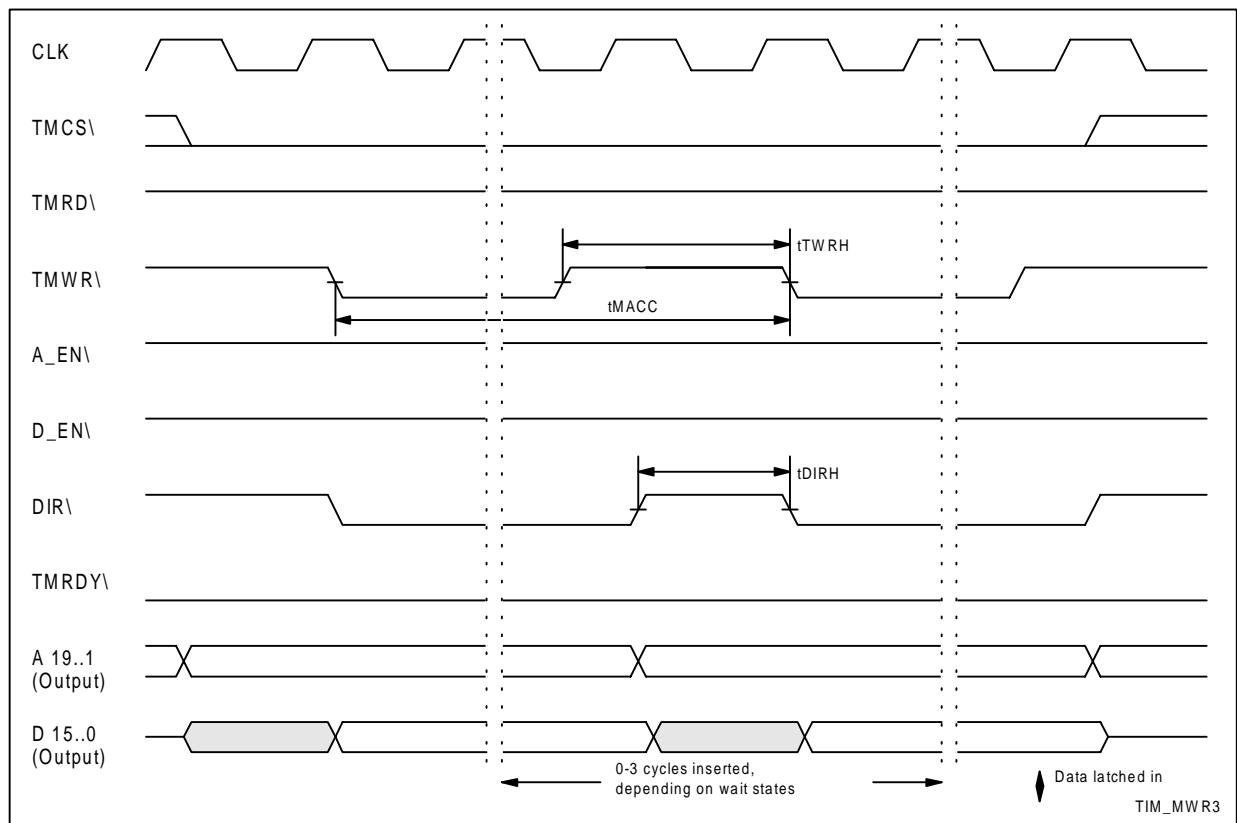 CLK
TMCS\
TMRD\
tTWRH
TMWR\
tMACC
A_EN\
D_EN\
tDIRH
DIR\
TMRDY\
A 19..1
(Output)
D 15..0
(Output)
0-3 cycles inserted,
depending on wait states
Data latched in
TIM_MWR3